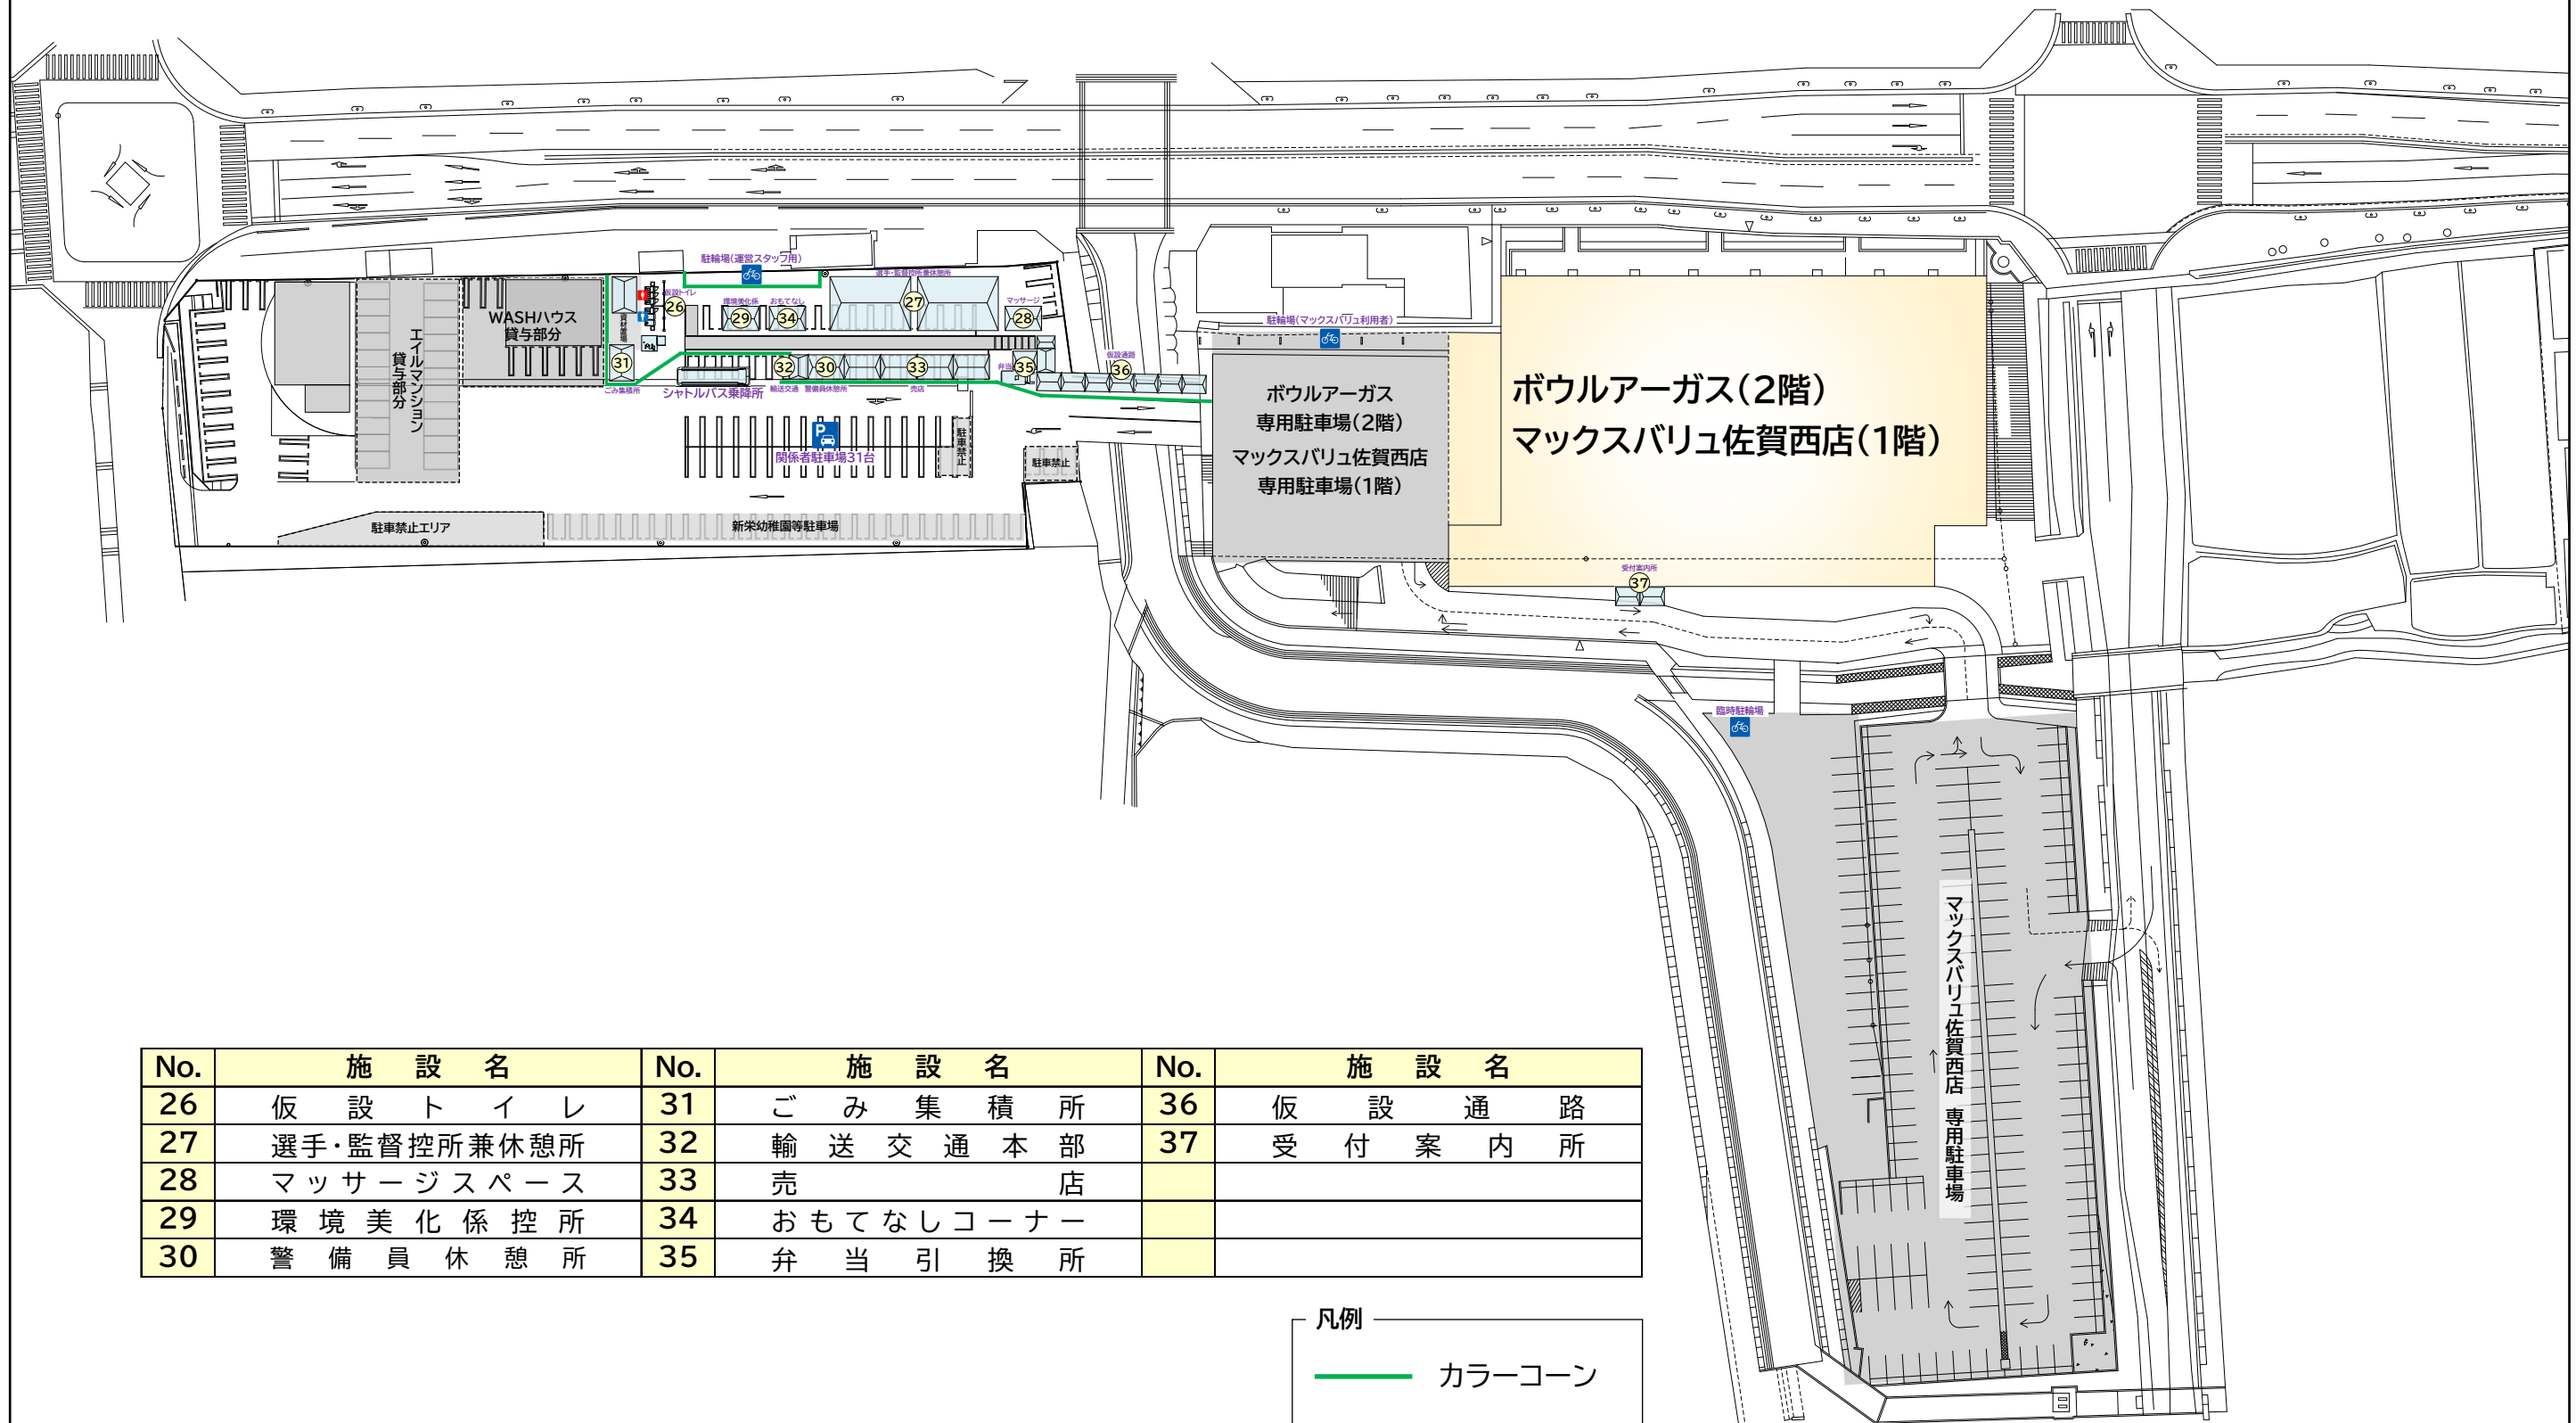 駐輪場(運営スタッフ用)
選手・監督控所兼休憩所
27
仮設トイレ
26
環境美化係
29
おもてなし
34
マッサージ
28
資材置場
31
ごみ集積所
WASHハウス
貸与部分
エイルマンション
貸与部分
シャトルバス乗降所
32
輸送交通
30
警備員休憩所
33
売店
弁当
35
仮設通路
36
P
関係者駐車場31台
駐車禁止
駐車禁止
駐車禁止エリア
新栄幼稚園等駐車場
駐輪場(マックスバリュ利用者)
ボウルアーガス
専用駐車場(2階)
マックスバリュ佐賀西店
専用駐車場(1階)
ボウルアーガス(2階)
マックスバリュ佐賀西店(1階)
受付案内所
37
臨時駐輪場
マックスバリュ佐賀西店 専用駐車場
No. 施設名 No. 施設名 No. 施設名
26 仮設トイレ 31 ごみ集積所 36 仮設通路
27 選手・監督控所兼休憩所 32 輸送交通本部 37 受付案内所
28 マッサージスペース 33 売店
29 環境美化係控所 34 おもてなしコーナー
30 警備員休憩所 35 弁当引換所
凡例
カラーコーン